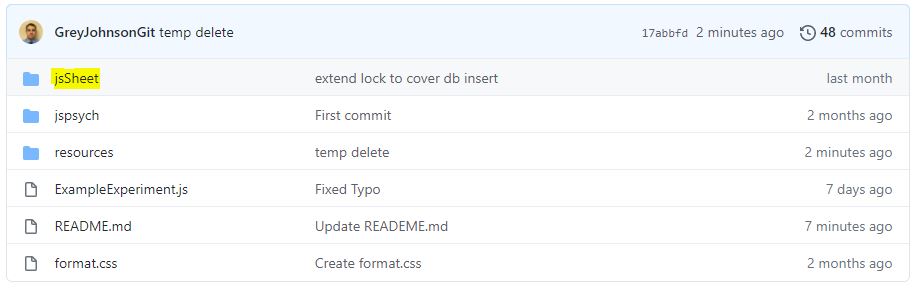 GreyJohnsonGit temp delete 17abbfd 2 minutes ago 48 commits
jsSheet extend lock to cover db insert last month
jspsych First commit 2 months ago
resources temp delete 2 minutes ago
ExampleExperiment.js Fixed Typo 7 days ago
README.md Update READEME.md 7 minutes ago
format.css Create format.css 2 months ago